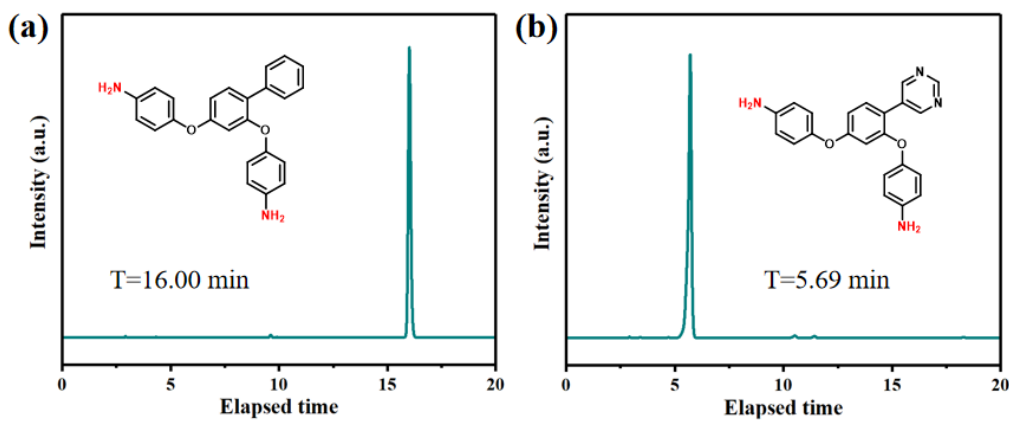 (a)
H₂N
O
O
NH₂
T=16.00 min
Intensity (a.u.)
0 5 10 15 20
Elapsed time
(b)
N
N
H₂N
O
O
NH₂
T=5.69 min
Intensity (a.u.)
0 5 10 15 20
Elapsed time